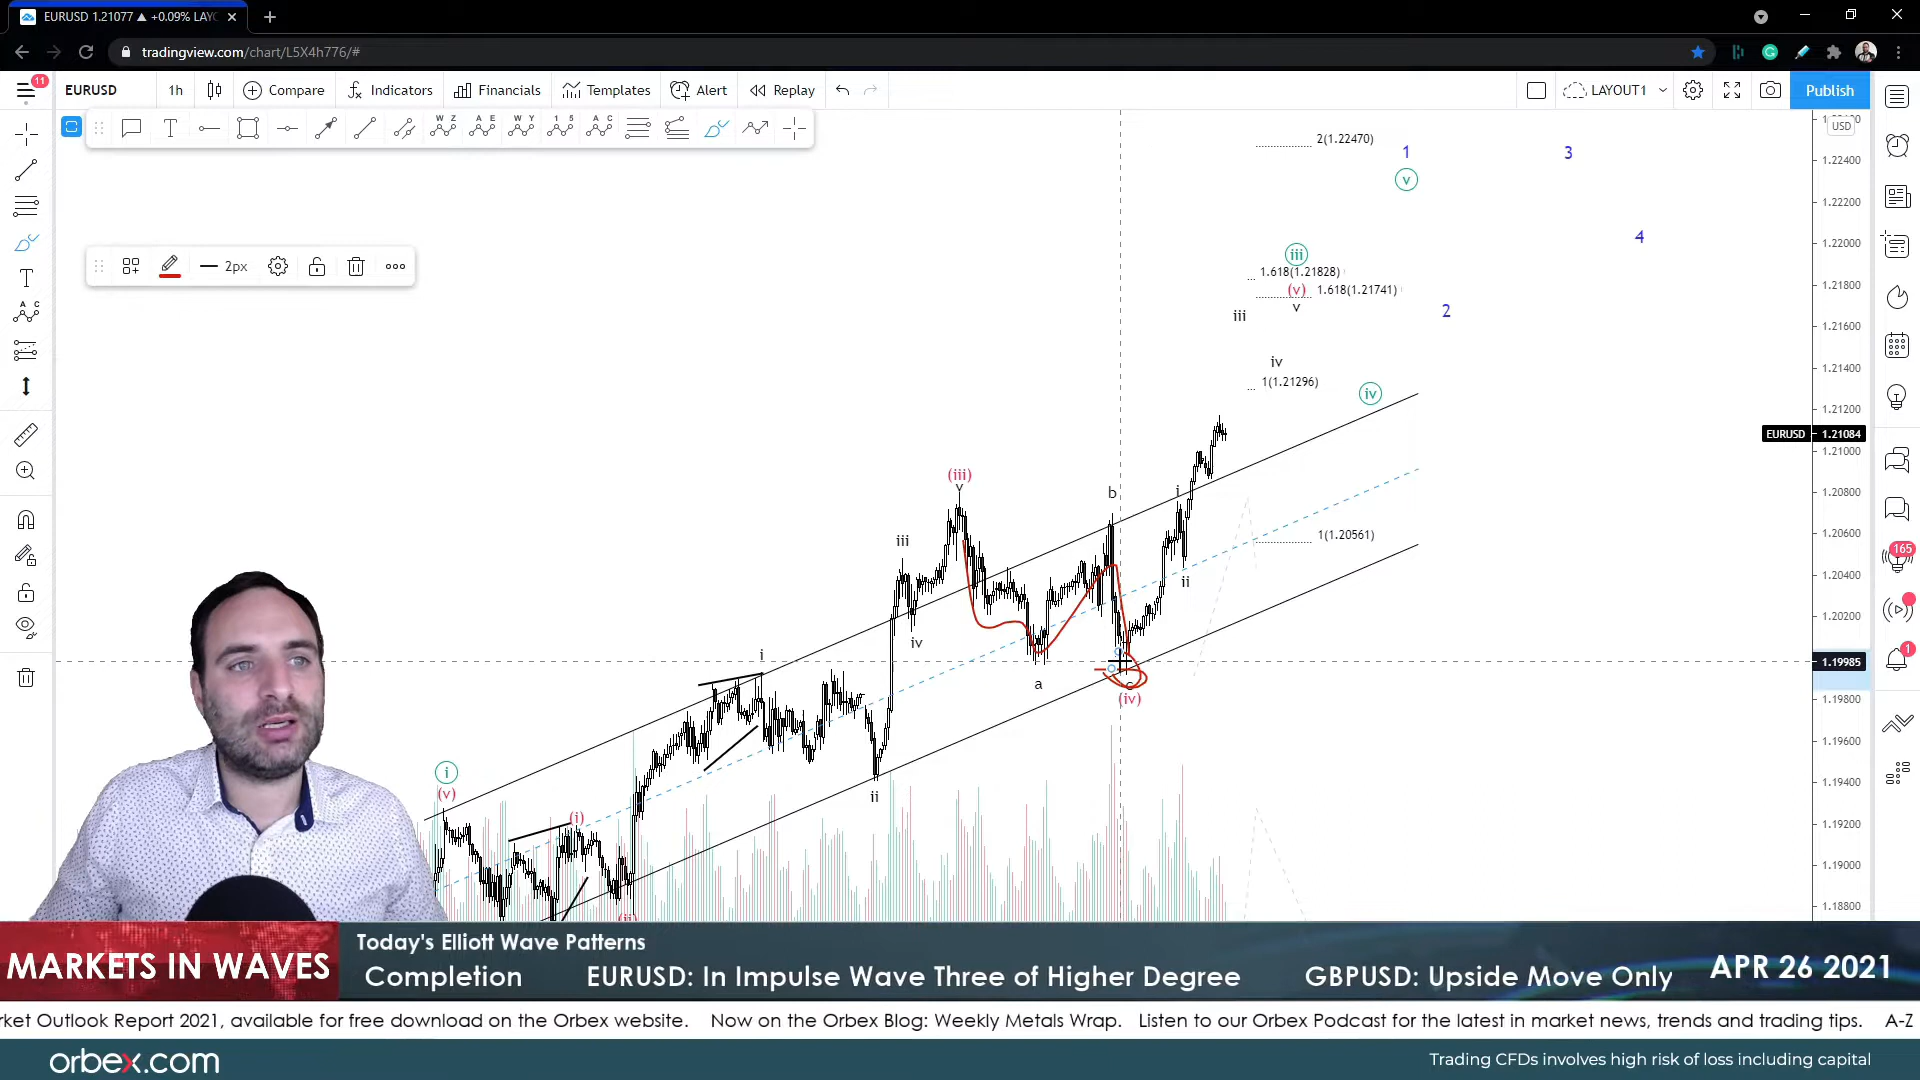 EURUSD 1.21077 ▲ +0.09% LAYO
tradingview.com/chart/L5X4h776/#
11
EURUSD 1h Compare Indicators Financials Templates Alert Replay LAYOUT1 Publish
W Z A E W Y 1 5 A C
2px
A C
USD
2(1.22470)
1 3
v
4
iii
1.618(1.21828)
(v) 1.618(1.21741)
v
iii
2
iv
1(1.21296)
iv
(iii)
v
b
i
iii
1(1.20561)
ii
iv
i
a
c
(iv)
i
(v)
ii
(i)
(ii)
1.22400
1.22200
1.22000
1.21800
1.21600
1.21400
1.21200
EURUSD 1.21084
1.21000
1.20800
1.20600
1.20400
1.20200
1.19985
1.19800
1.19600
1.19400
1.19200
1.19000
1.18800
165
1
MARKETS IN WAVES
Today's Elliott Wave Patterns
Completion EURUSD: In Impulse Wave Three of Higher Degree GBPUSD: Upside Move Only
APR 26 2021
rket Outlook Report 2021, available for free download on the Orbex website. Now on the Orbex Blog: Weekly Metals Wrap. Listen to our Orbex Podcast for the latest in market news, trends and trading tips. A-Z
orbex.com
Trading CFDs involves high risk of loss including capital